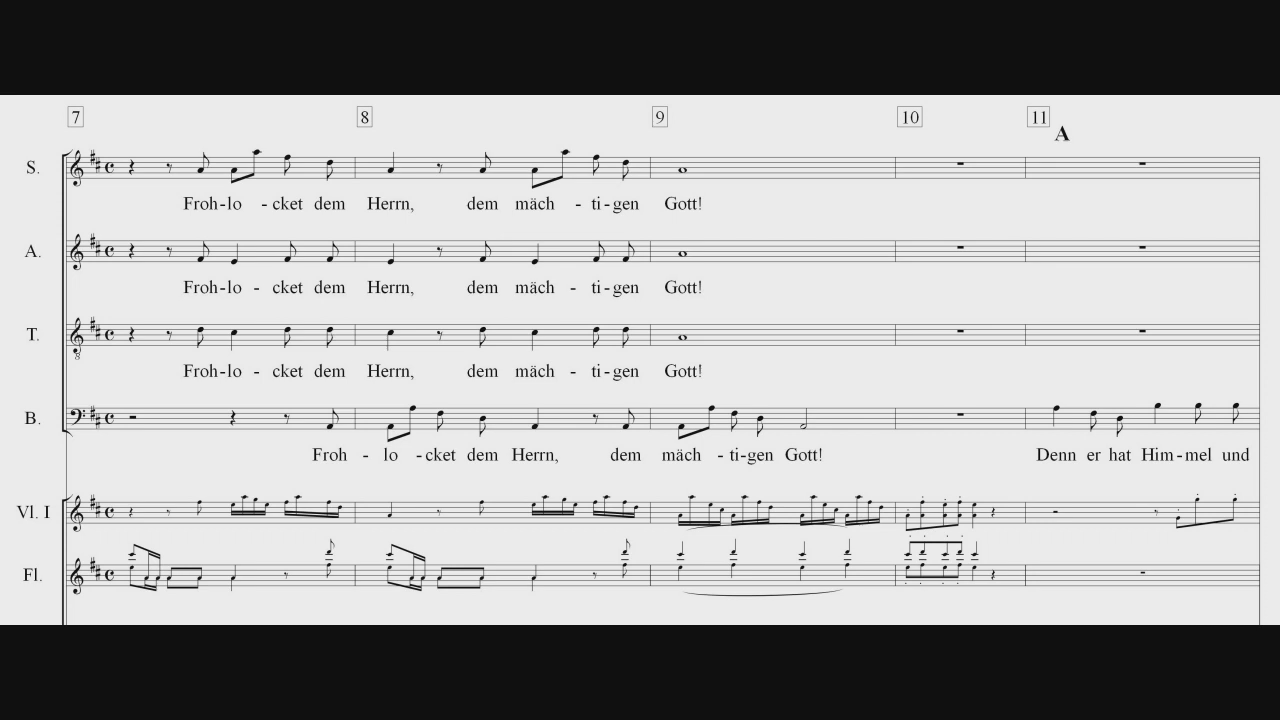 7 8 9 10 11
A
S.
Froh-lo - cket dem Herrn, dem mäch - ti-gen Gott!
A.
Froh-lo - cket dem Herrn, dem mäch - ti-gen Gott!
T.
Froh-lo - cket dem Herrn, dem mäch - ti-gen Gott!
B.
Froh - lo - cket dem Herrn, dem mäch - ti-gen Gott! Denn er hat Him-mel und
Vl. I
Fl.
8